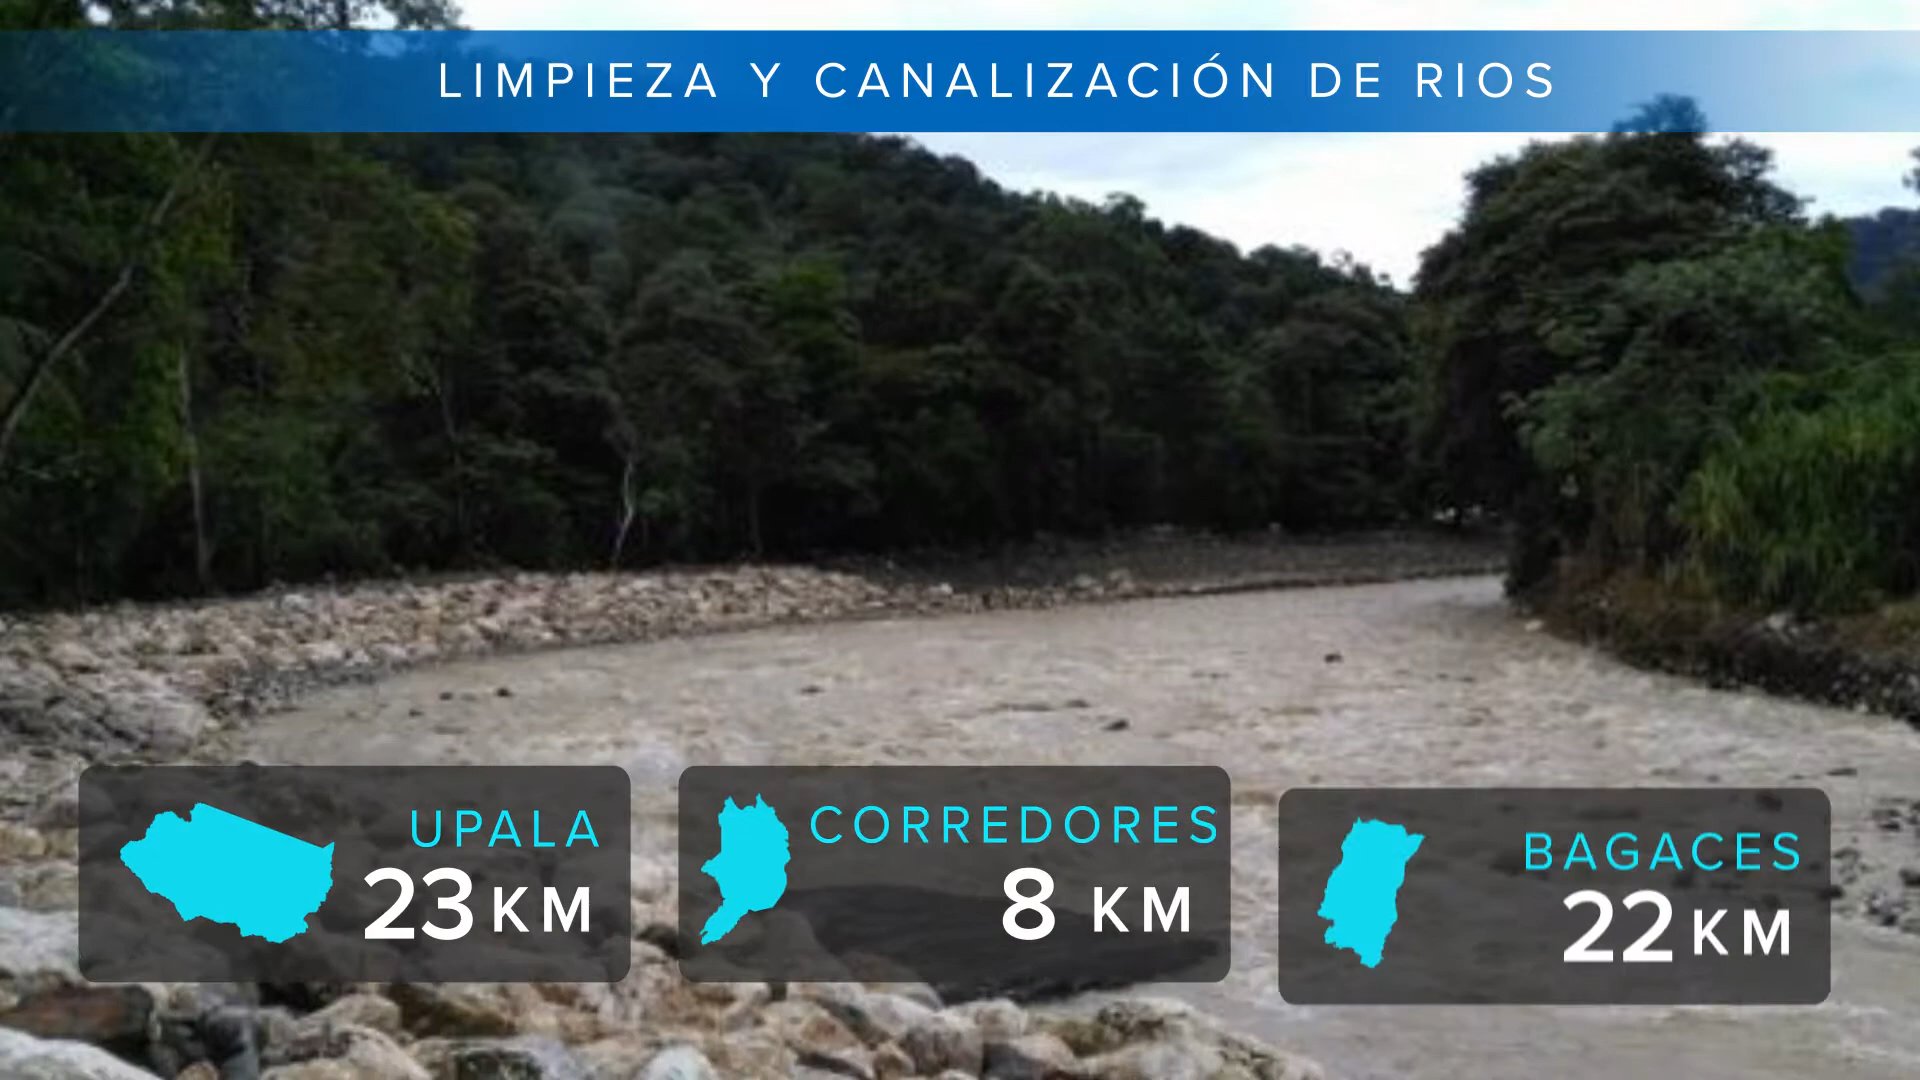 LIMPIEZA Y CANALIZACIÓN DE RIOS
UPALA
23 KM
CORREDORES
8 KM
BAGACES
22 KM